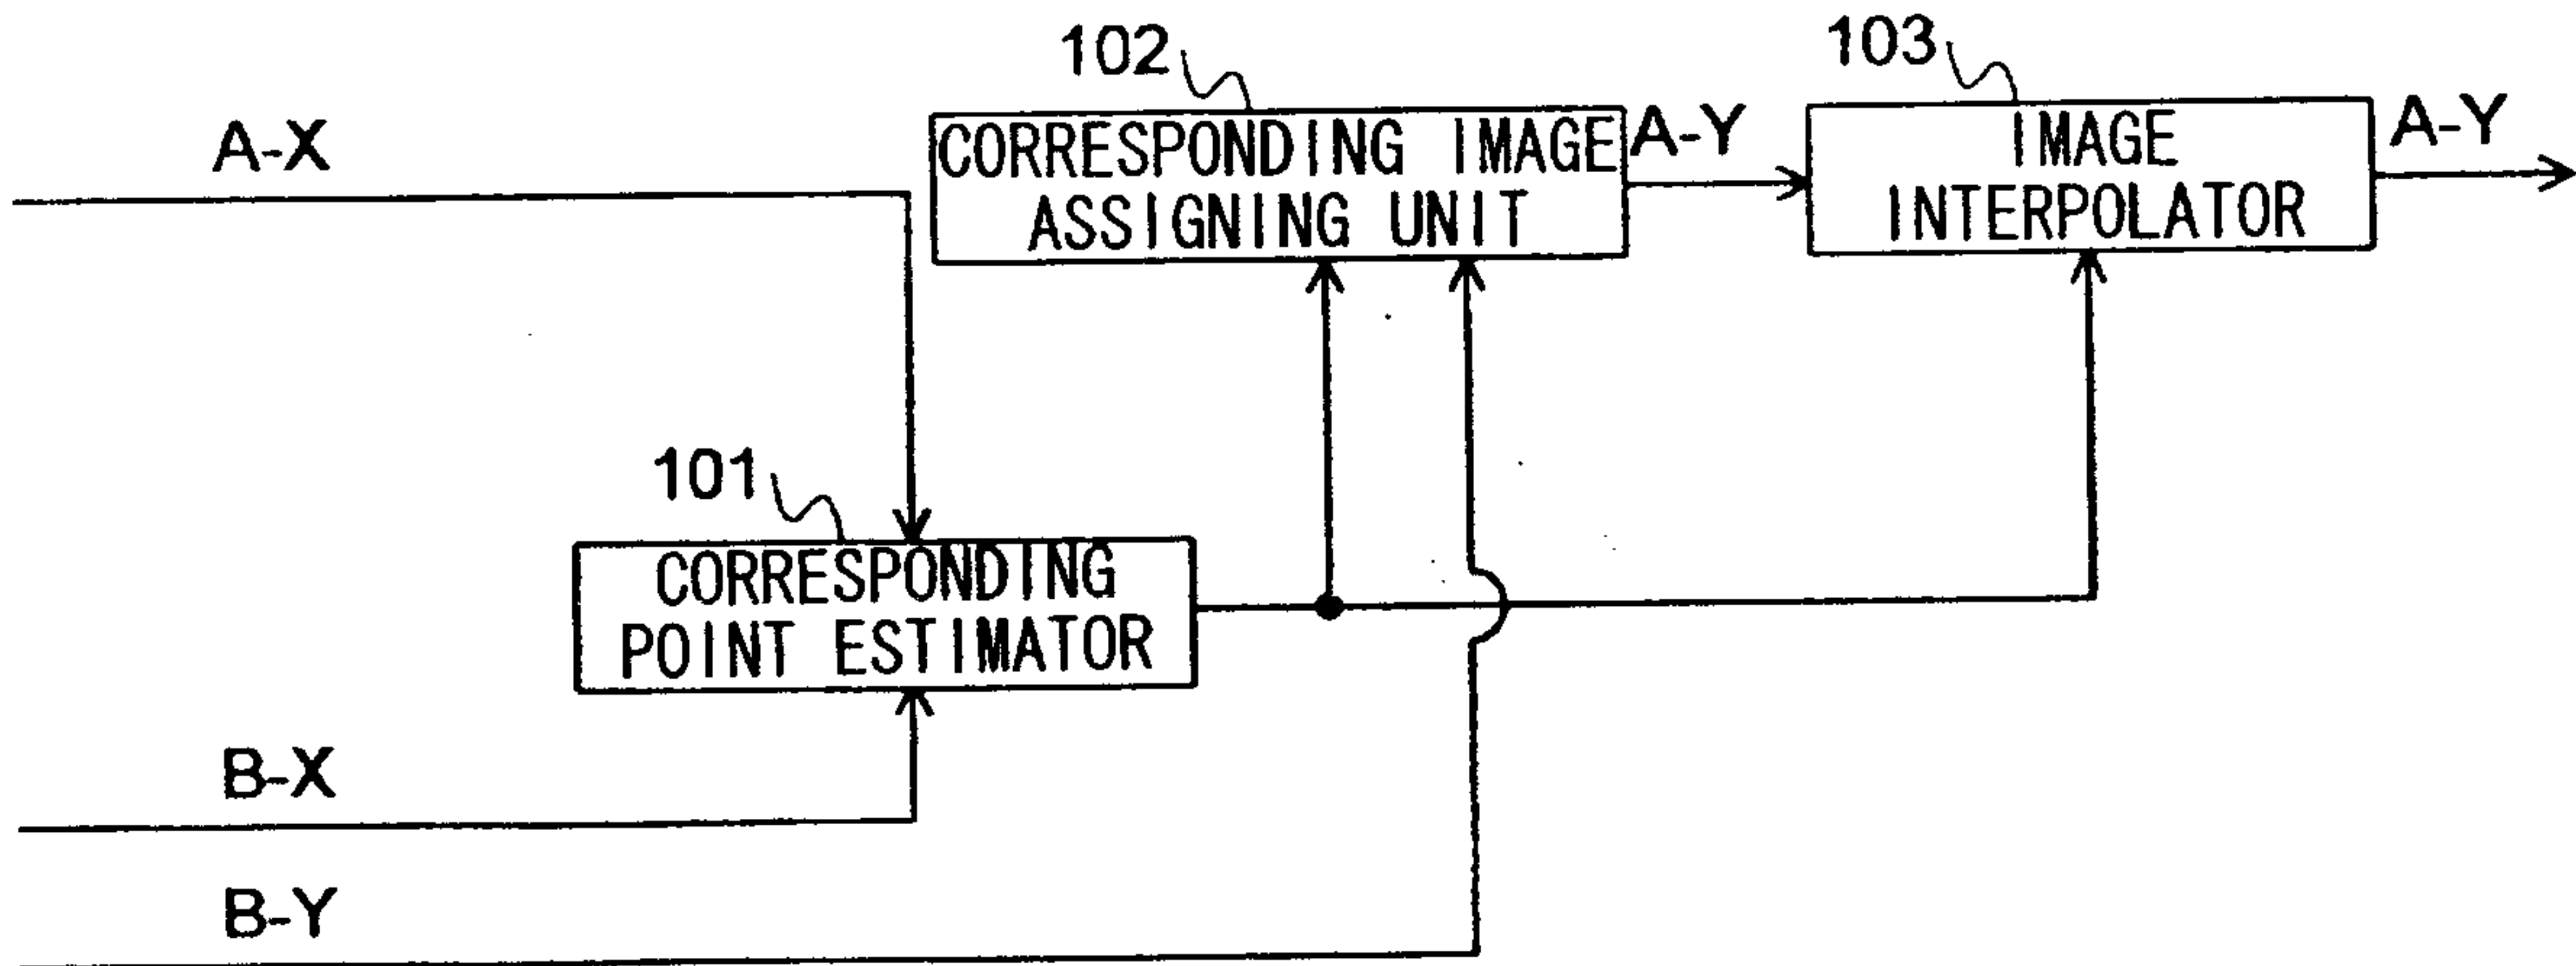 102
103
A-X
CORRESPONDING IMAGE
ASSIGNING UNIT
A-Y
IMAGE
INTERPOLATOR
A-Y
101
CORRESPONDING
POINT ESTIMATOR
B-X
B-Y